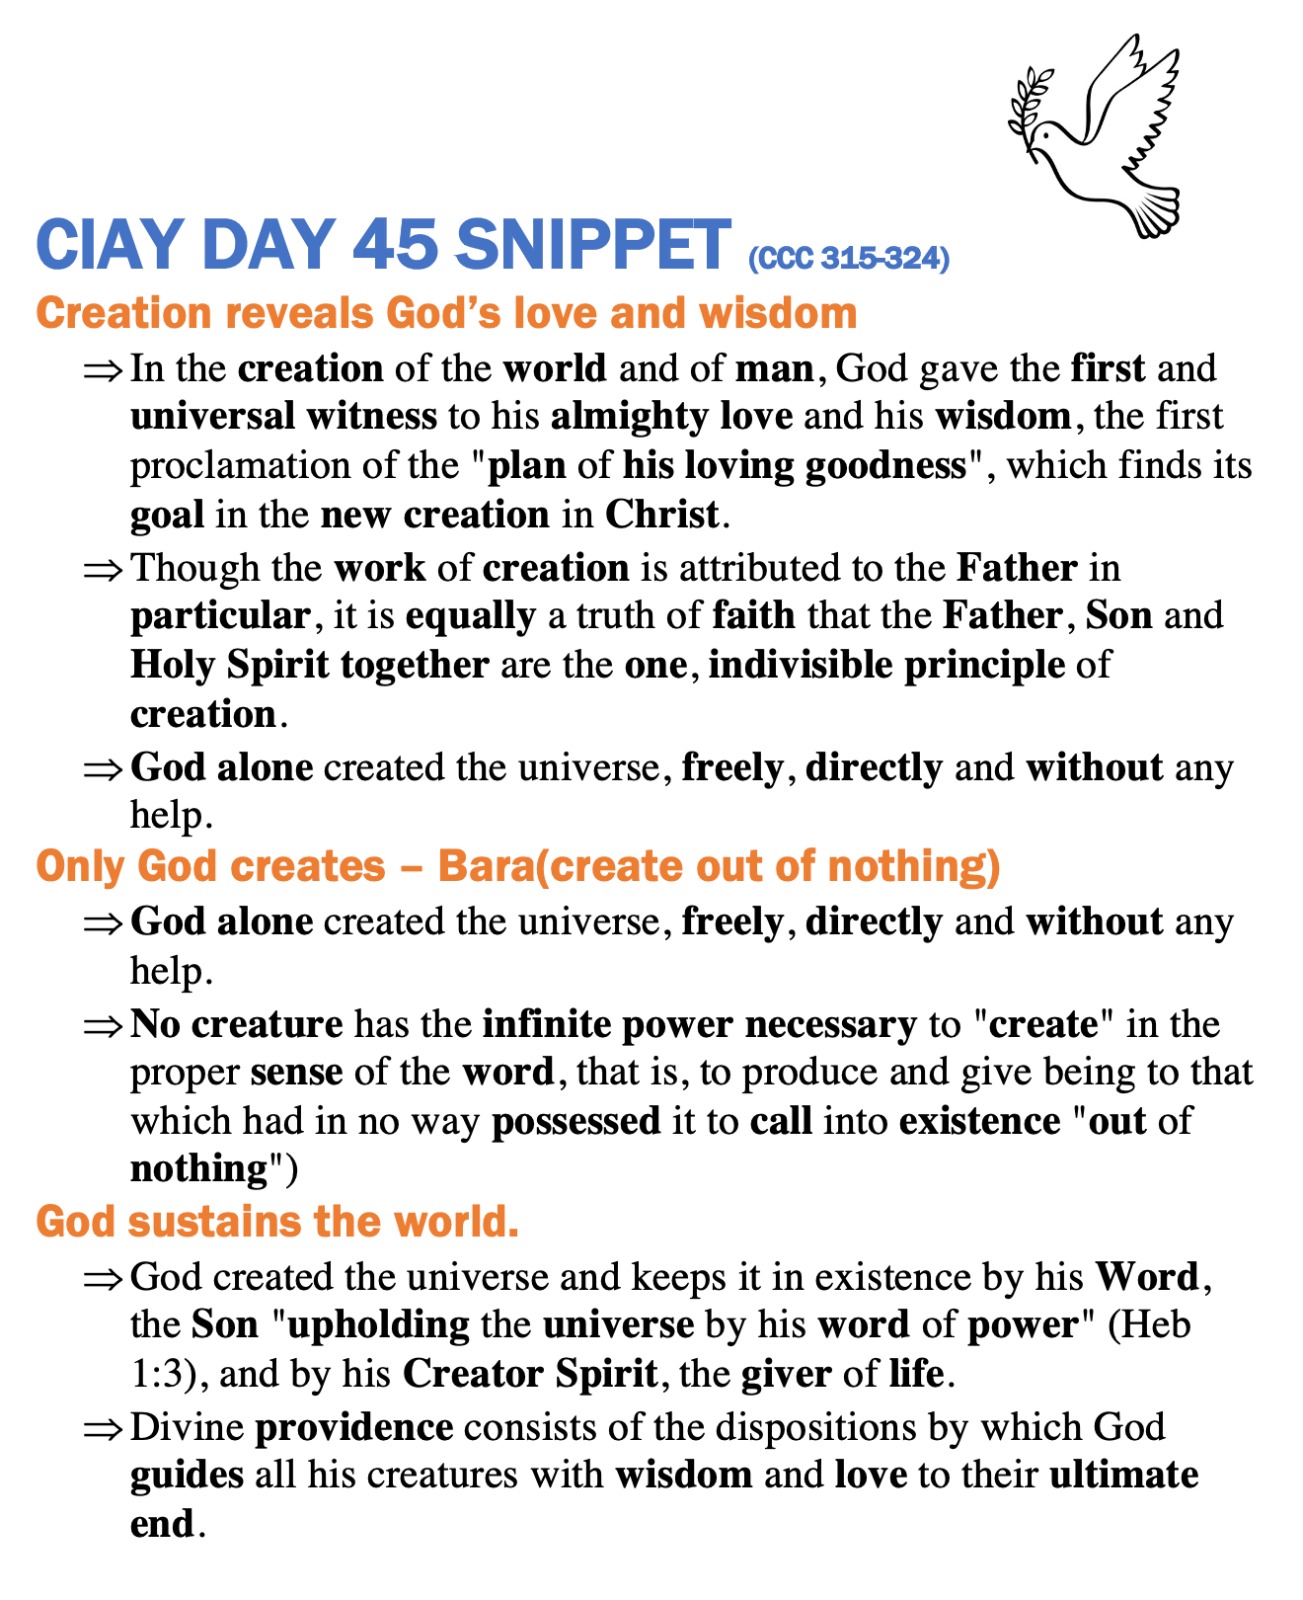 CIAY DAY 45 SNIPPET (CCC 315-324)
Creation reveals God’s love and wisdom
⇒In the creation of the world and of man, God gave the first and
universal witness to his almighty love and his wisdom, the first
proclamation of the "plan of his loving goodness", which finds its
goal in the new creation in Christ.
⇒Though the work of creation is attributed to the Father in
particular, it is equally a truth of faith that the Father, Son and
Holy Spirit together are the one, indivisible principle of
creation.
⇒God alone created the universe, freely, directly and without any
help.
Only God creates – Bara(create out of nothing)
⇒God alone created the universe, freely, directly and without any
help.
⇒No creature has the infinite power necessary to "create" in the
proper sense of the word, that is, to produce and give being to that
which had in no way possessed it to call into existence "out of
nothing")
God sustains the world.
⇒God created the universe and keeps it in existence by his Word,
the Son "upholding the universe by his word of power" (Heb
1:3), and by his Creator Spirit, the giver of life.
⇒Divine providence consists of the dispositions by which God
guides all his creatures with wisdom and love to their ultimate
end.